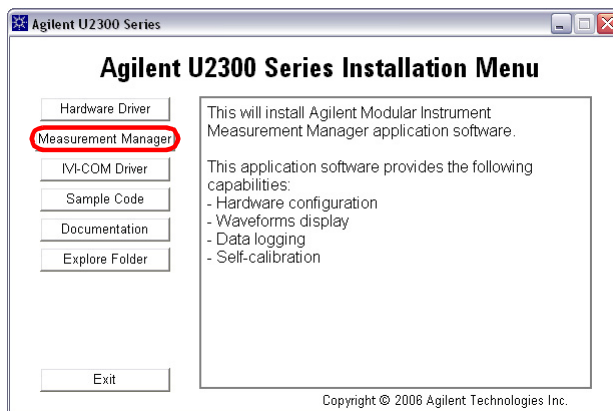 Agilent U2300 Series
Agilent U2300 Series Installation Menu
Hardware Driver
Measurement Manager
IVI-COM Driver
Sample Code
Documentation
Explore Folder
Exit
This will install Agilent Modular Instrument
Measurement Manager application software.
This application software provides the following
capabilities:
- Hardware configuration
- Waveforms display
- Data logging
- Self-calibration
Copyright © 2006 Agilent Technologies Inc.